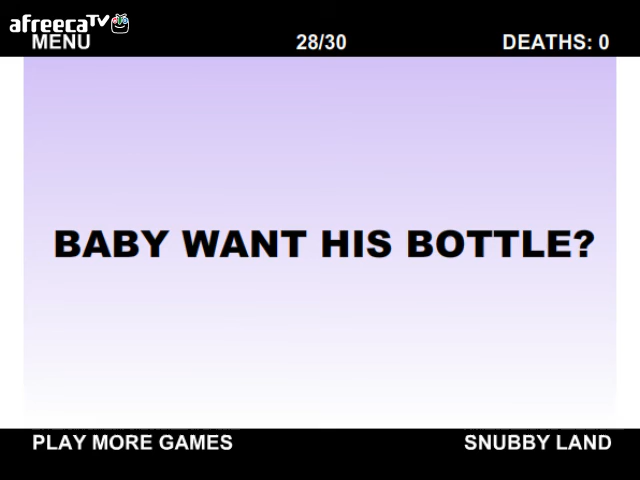 afreecaTV
MENU 28/30 DEATHS: 0
BABY WANT HIS BOTTLE?
PLAY MORE GAMES SNUBBY LAND